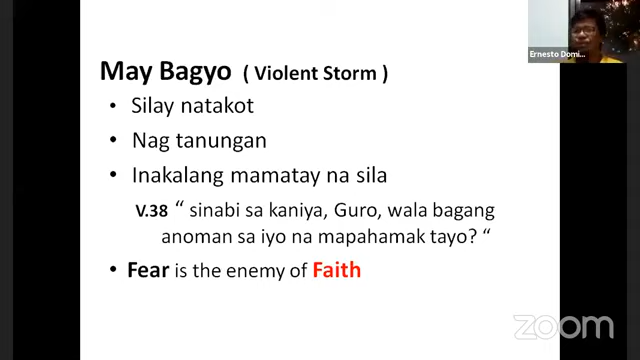 Ernesto Domi...
May Bagyo ( Violent Storm )
• Silay natakot
• Nag tanungan
• Inakalang mamatay na sila
V.38 “ sinabi sa kaniya, Guro, wala bagang
anoman sa iyo na mapahamak tayo? “
• Fear is the enemy of Faith
zoom